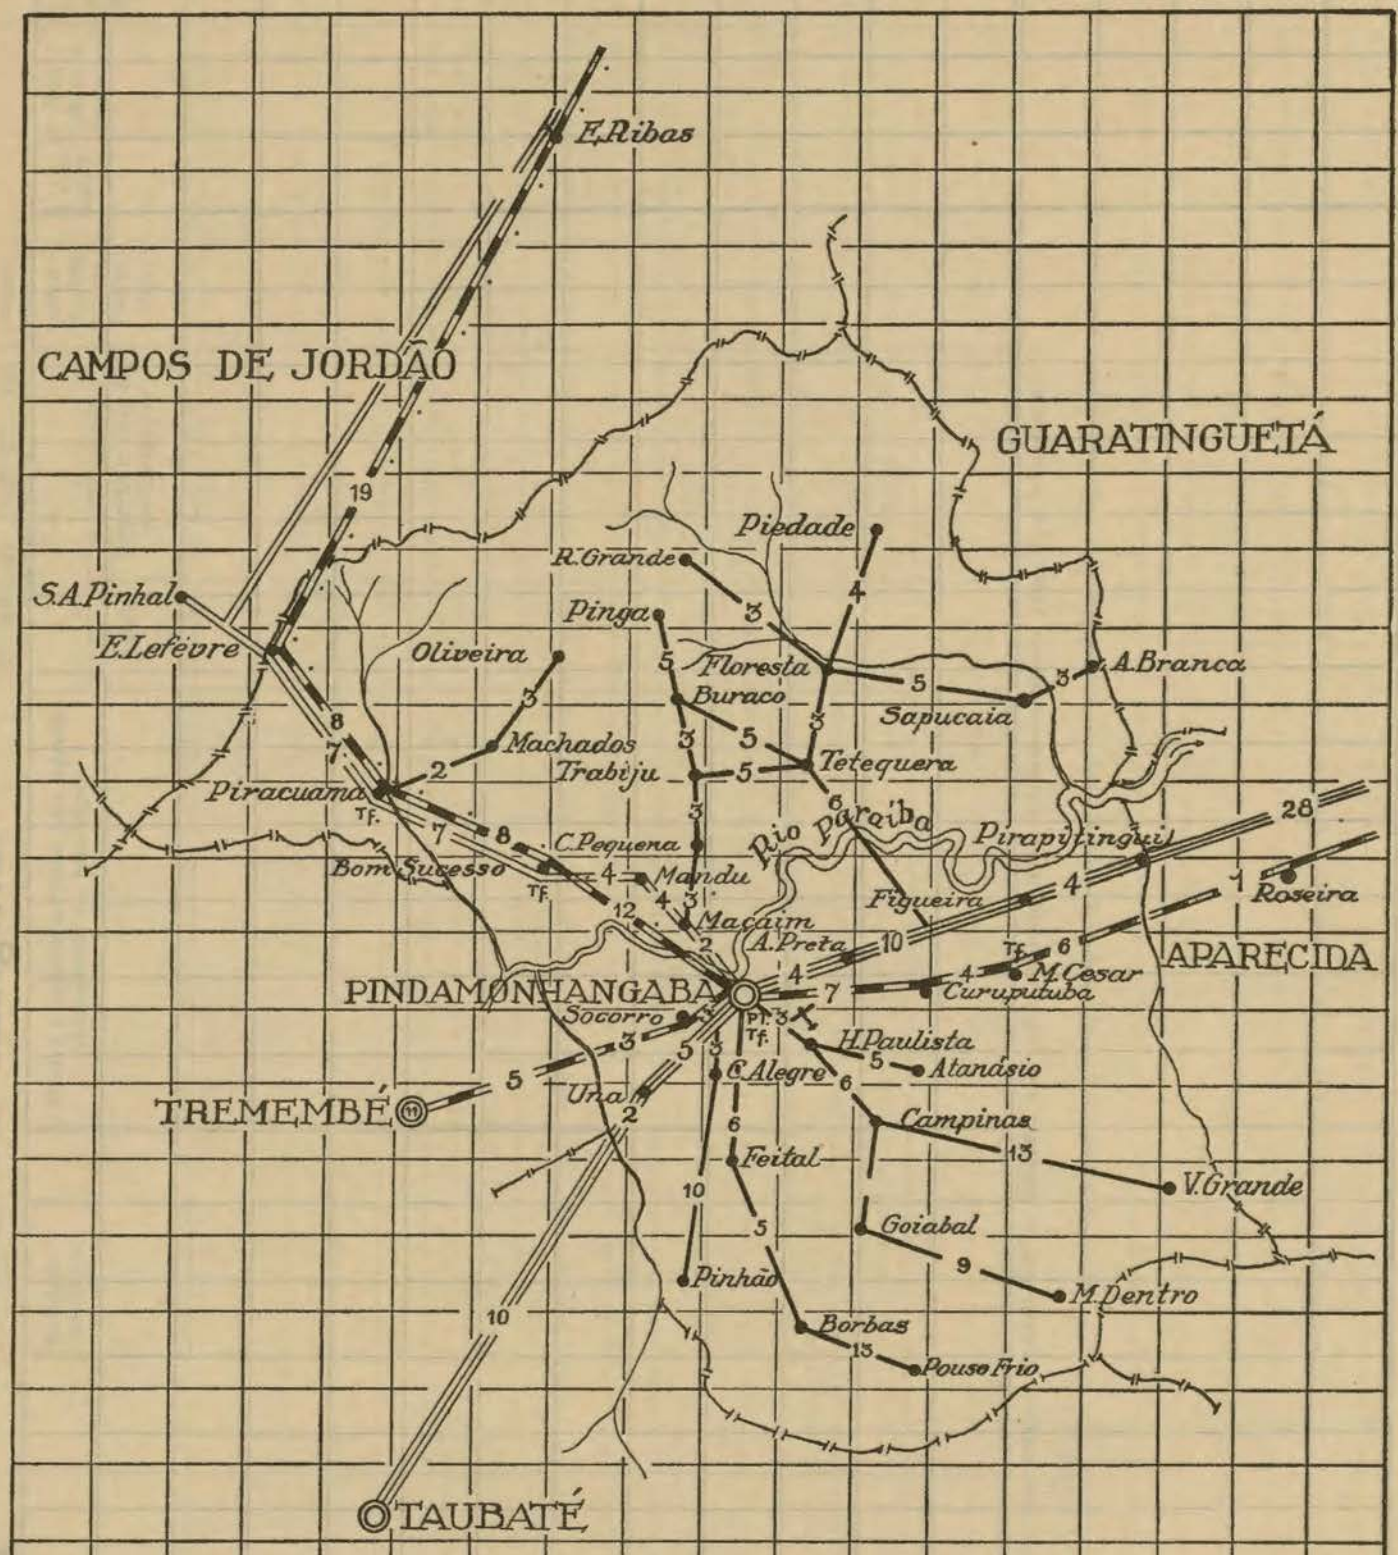 E.Ribas
CAMPOS DE JORDÃO
GUARATINGUETÁ
19
Piedade
R.Grande
S.A.Pinhal
4
3
Pinga
E.Lefévre
Oliveira
5
Floresta
A.Branca
3
5
3
Buraco
Sapucaia
8
3
5
3
7
Machados
2
Trabiju
5
Tetequera
Piracuama
6
Tf.
7
8
3
Rio Paraíba
28
C.Pequena
Pirapitingui
Bom Sucesso
Tf.
4
Mandu
4
1
Roseira
12
4
3
Figueira
Macaim
2
A.Preta
10
Tf.
6
APARECIDA
4
4
M.Cesar
PINDAMONHANGABA
7
Curuputuba
Socorro
3
Pt.
Tf.
3
3
5
3
H.Paulista
5
C.Alegre
5
Atanásio
6
Una
TREMEMBÉ
11
2
6
Campinas
13
Feital
10
V.Grande
5
Goiabal
9
Pinhão
M.Dentro
10
Borbas
13
Pouso Frio
TAUBATÉ